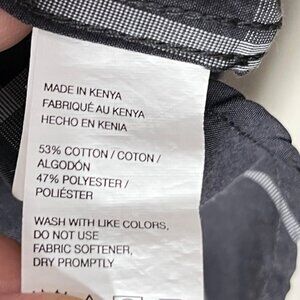 MADE IN KENYA
FABRIQUÉ AU KENYA
HECHO EN KENIA
53% COTTON / COTON /
ALGODÓN
47% POLYESTER /
POLIÉSTER
WASH WITH LIKE COLORS,
DO NOT USE
FABRIC SOFTENER,
DRY PROMPTLY